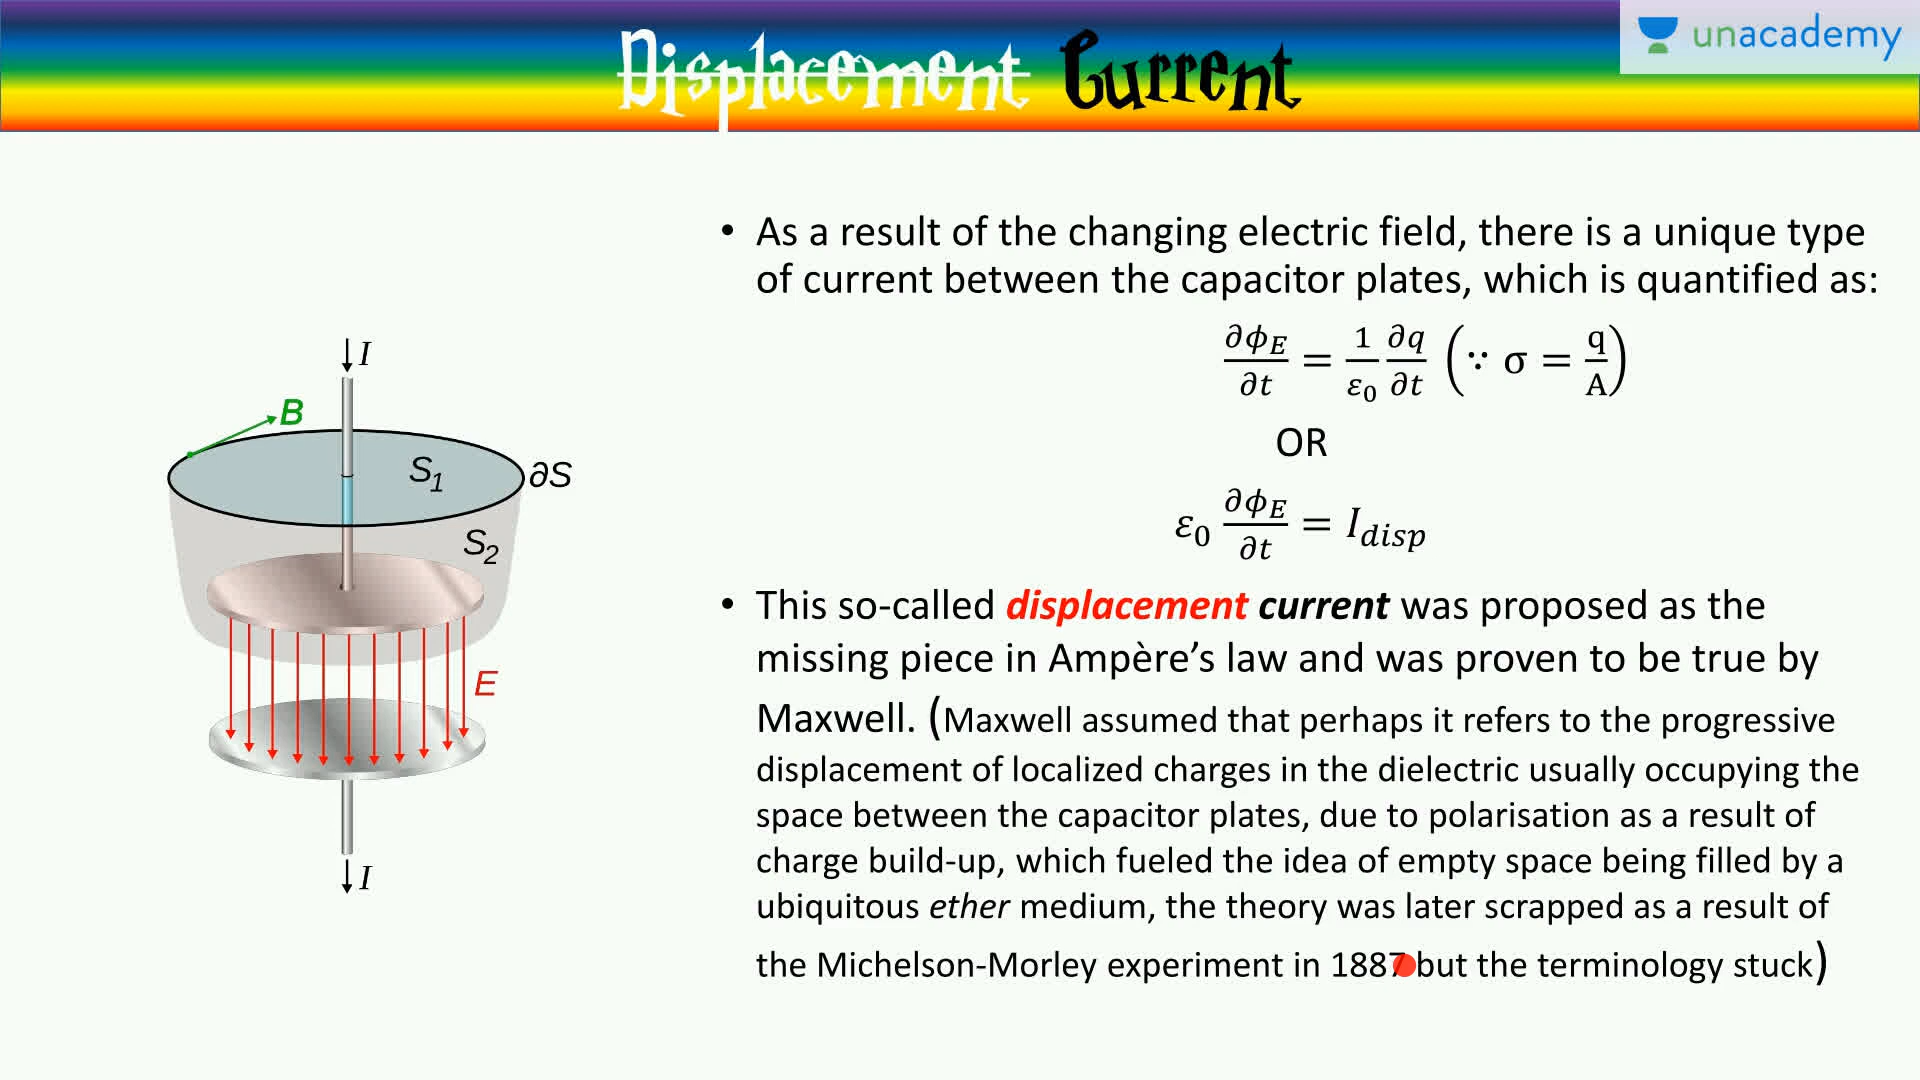 Displacement Current
unacademy
• As a result of the changing electric field, there is a unique type
of current between the capacitor plates, which is quantified as:
∂ϕ_E/∂t = 1/ε₀ ∂q/∂t (∵ σ = q/A)
OR
ε₀ ∂ϕ_E/∂t = I_disp
• This so-called displacement current was proposed as the
missing piece in Ampère’s law and was proven to be true by
Maxwell. (Maxwell assumed that perhaps it refers to the progressive
displacement of localized charges in the dielectric usually occupying the
space between the capacitor plates, due to polarisation as a result of
charge build-up, which fueled the idea of empty space being filled by a
ubiquitous ether medium, the theory was later scrapped as a result of
the Michelson-Morley experiment in 1887 but the terminology stuck)
I
B
S₁
∂S
S₂
E
I